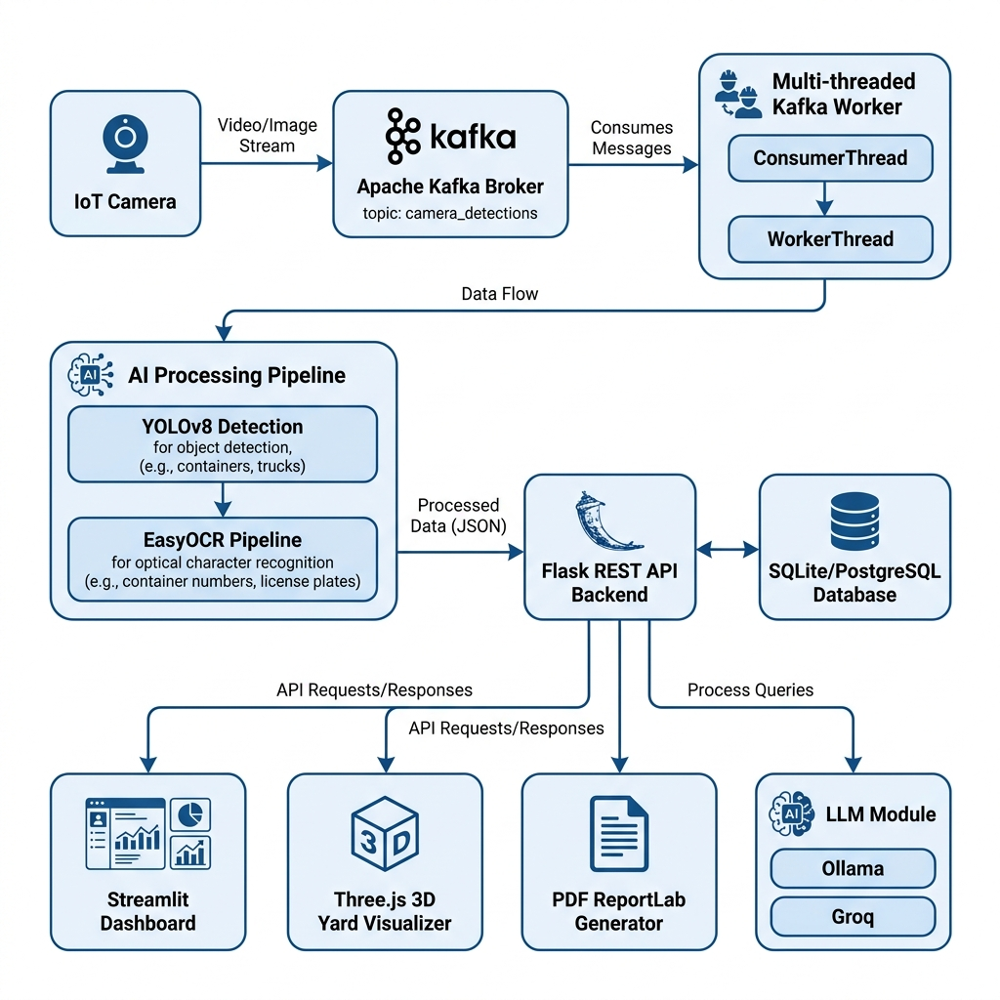 IoT Camera
Video/Image
Stream
kafka
Apache Kafka Broker
topic: camera_detections
Consumes
Messages
Multi-threaded
Kafka Worker
ConsumerThread
WorkerThread
Data Flow
AI
AI Processing Pipeline
YOLOv8 Detection
for object detection,
(e.g., containers, trucks)
EasyOCR Pipeline
for optical character recognition
(e.g., container numbers, license plates)
Processed
Data (JSON)
Flask REST API
Backend
SQLite/PostgreSQL
Database
API Requests/Responses
API Requests/Responses
Process Queries
Streamlit
Dashboard
3D
Three.js 3D
Yard Visualizer
PDF ReportLab
Generator
AI
LLM Module
Ollama
Groq